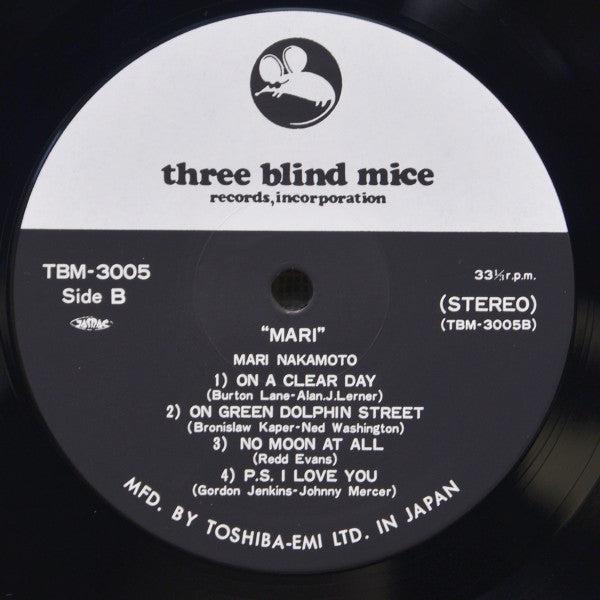 three blind mice
records, incorporation
TBM-3005
33⅓ r.p.m.
Side B
(STEREO)
JASRAC
(TBM-3005B)
"MARI"
MARI NAKAMOTO
1) ON A CLEAR DAY
(Burton Lane-Alan.J.Lerner)
2) ON GREEN DOLPHIN STREET
(Bronislaw Kaper-Ned Washington)
3) NO MOON AT ALL
(Redd Evans)
4) P.S. I LOVE YOU
(Gordon Jenkins-Johnny Mercer)
MFD. BY TOSHIBA-EMI LTD. IN JAPAN